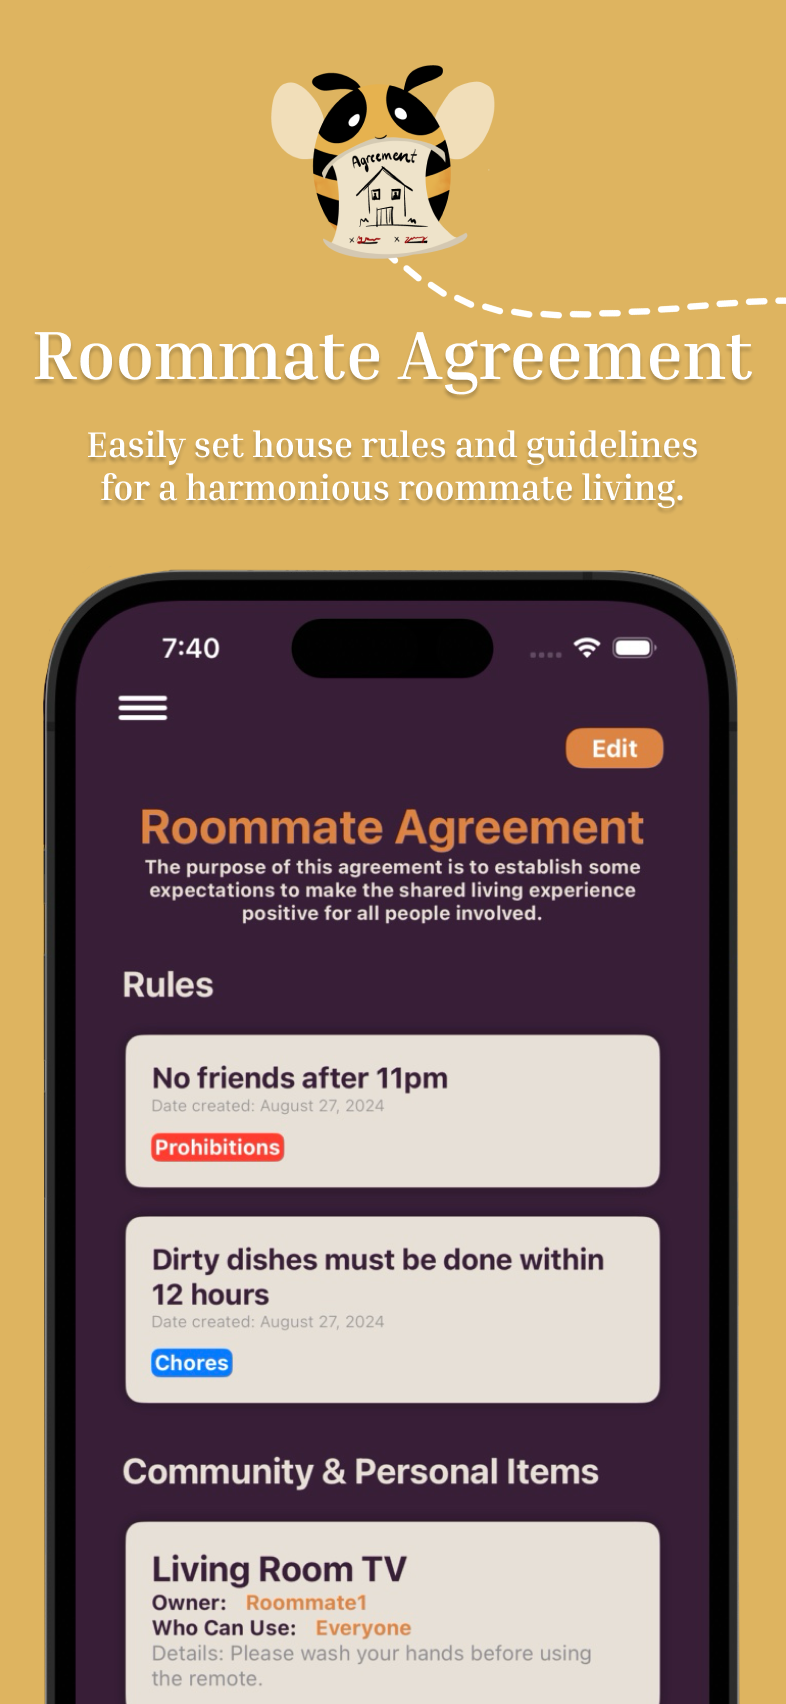 Agreement
Roommate Agreement
Easily set house rules and guidelines
for a harmonious roommate living.
7:40
Edit
Roommate Agreement
The purpose of this agreement is to establish some
expectations to make the shared living experience
positive for all people involved.
Rules
No friends after 11pm
Date created: August 27, 2024
Prohibitions
Dirty dishes must be done within
12 hours
Date created: August 27, 2024
Chores
Community & Personal Items
Living Room TV
Owner: Roommate1
Who Can Use: Everyone
Details: Please wash your hands before using
the remote.